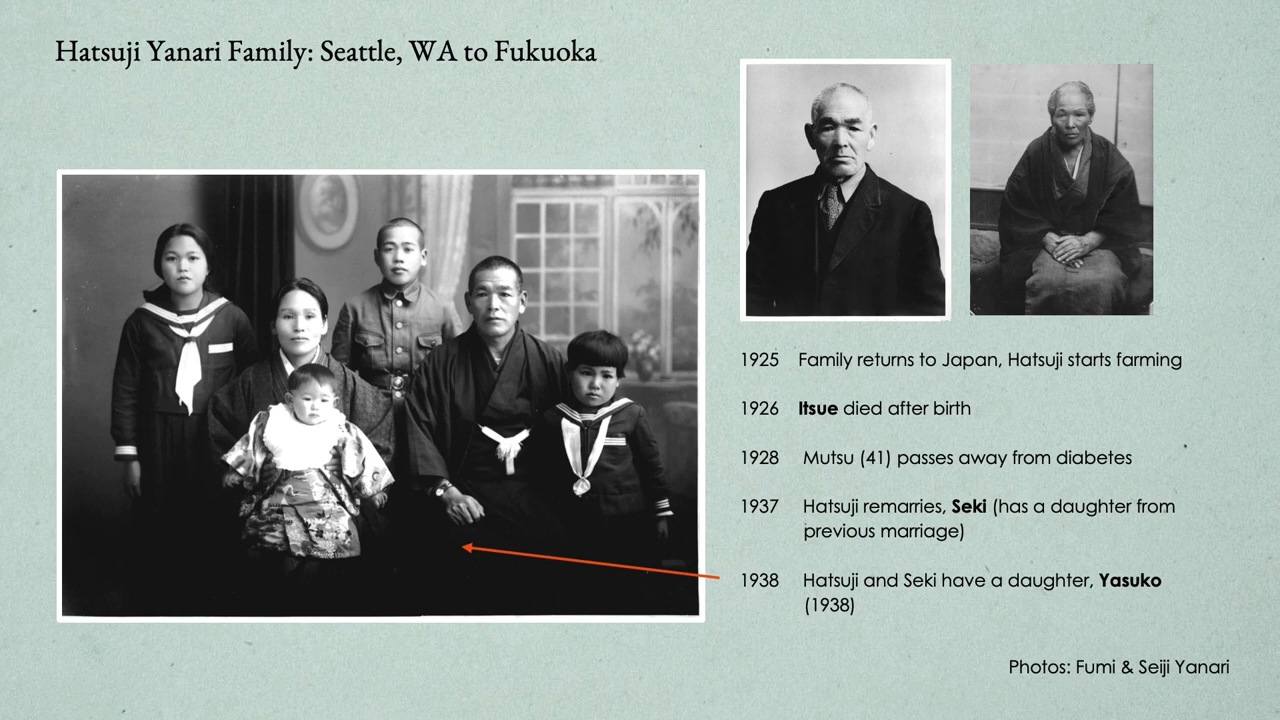 Hatsuji Yanari Family: Seattle, WA to Fukuoka
1925 Family returns to Japan, Hatsuji starts farming
1926 Itsue died after birth
1928 Mutsu (41) passes away from diabetes
1937 Hatsuji remarries, Seki (has a daughter from
previous marriage)
1938 Hatsuji and Seki have a daughter, Yasuko
(1938)
Photos: Fumi & Seiji Yanari